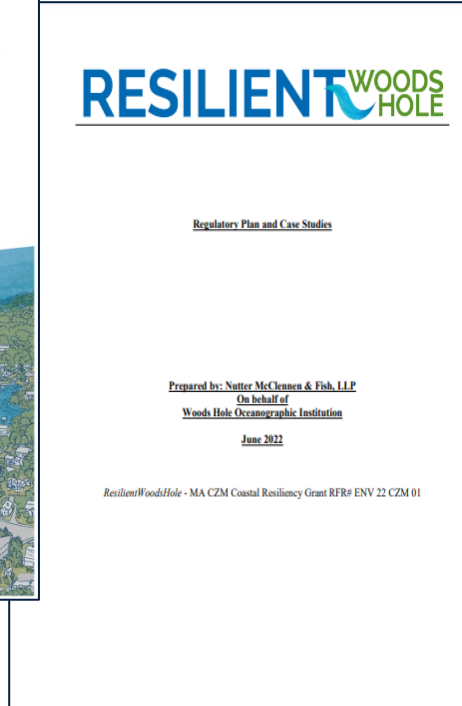 RESILIENT WOODS HOLE
Regulatory Plan and Case Studies
Prepared by: Nutter McClennen & Fish, LLP
On behalf of
Woods Hole Oceanographic Institution
June 2022
ResilientWoodsHole - MA CZM Coastal Resiliency Grant RFR# ENV 22 CZM 01